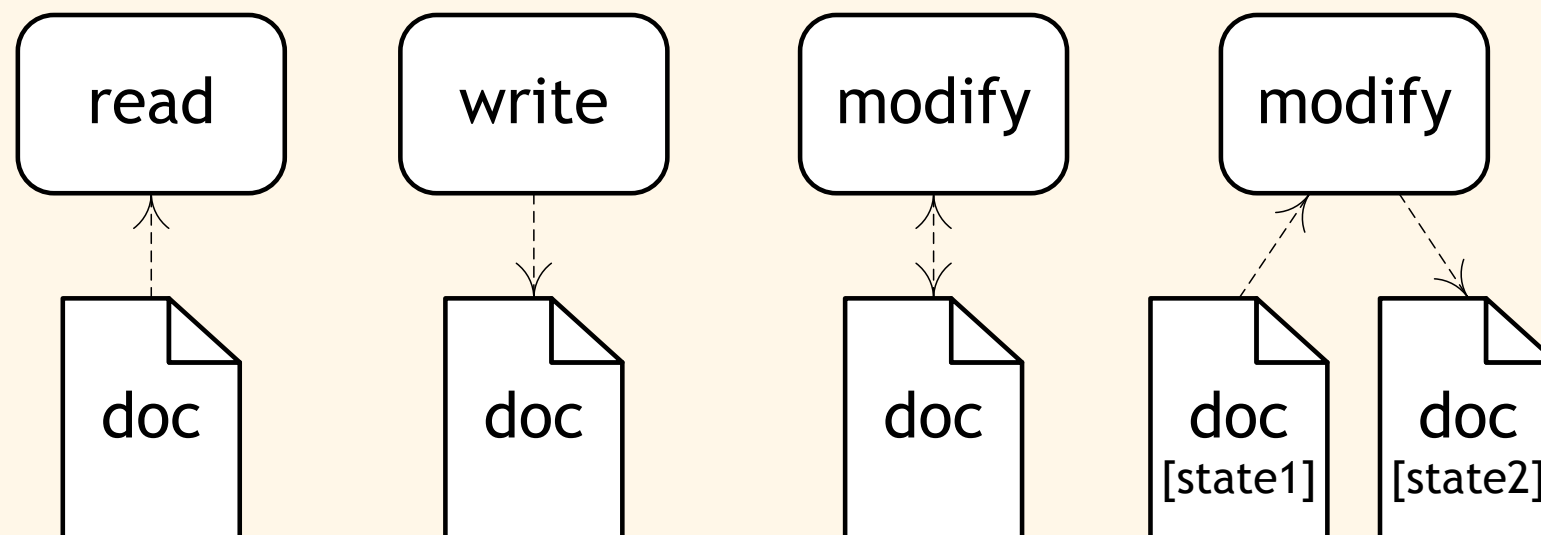 read
write
modify
modify
doc
doc
doc
doc
[state1]
doc
[state2]